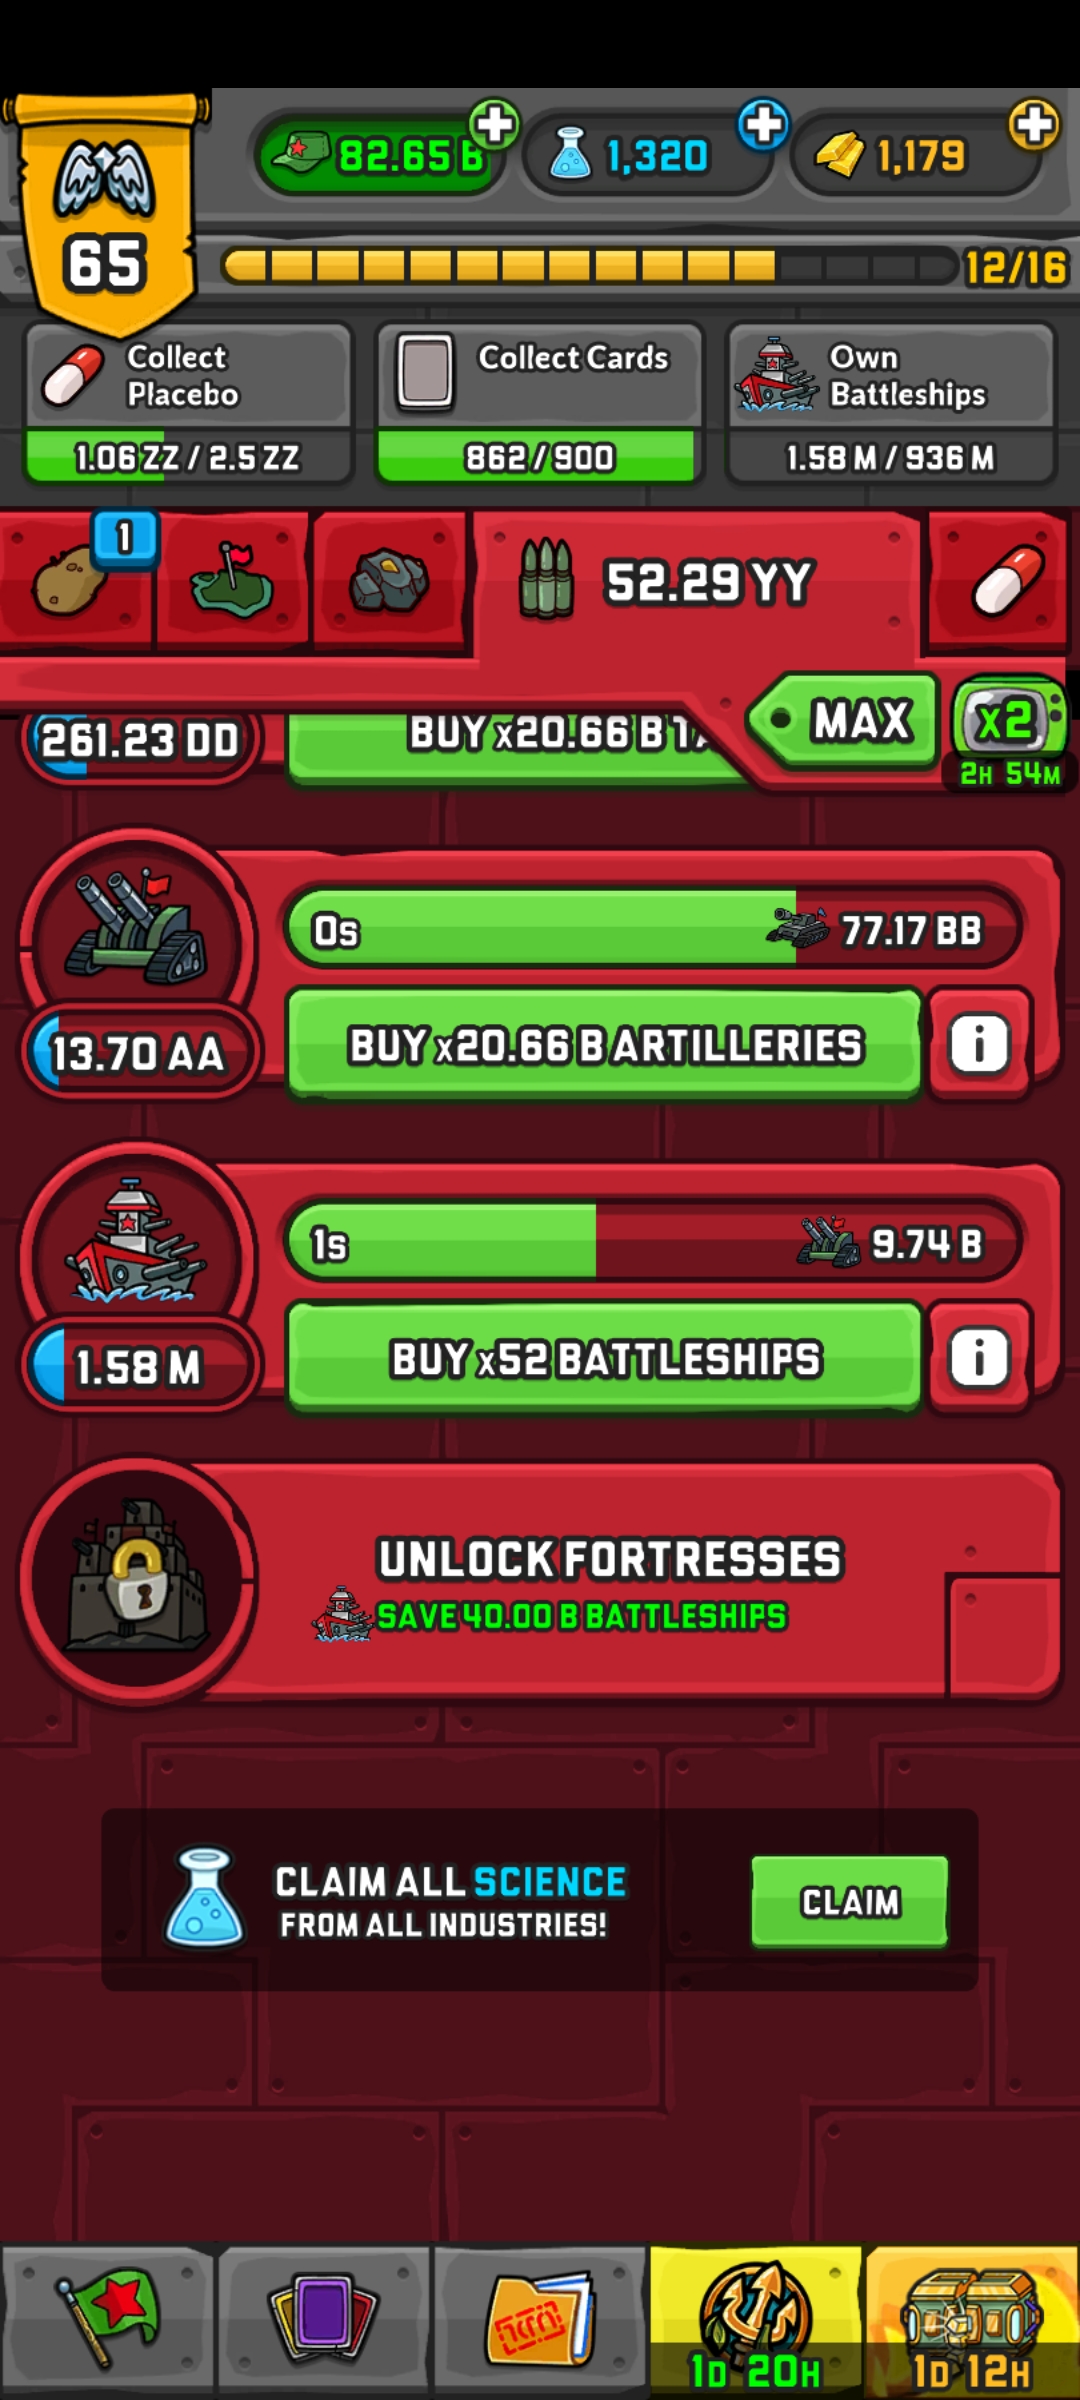 82.65 B
1,320
1,179
65
12/16
Collect
Placebo
Collect Cards
Own
Battleships
1.06 ZZ / 2.5 ZZ
862/900
1.58 M / 936 M
1
52.29 YY
MAX
x2
2H 54M
261.23 DD
BUY x20.66 B
0s
77.17 BB
13.70 AA
BUY x20.66 B ARTILLERIES
i
1s
9.74 B
1.58 M
BUY x52 BATTLESHIPS
i
UNLOCK FORTRESSES
SAVE 40.00 B BATTLESHIPS
CLAIM ALL SCIENCE
FROM ALL INDUSTRIES!
CLAIM
1D 20H
1D 12H